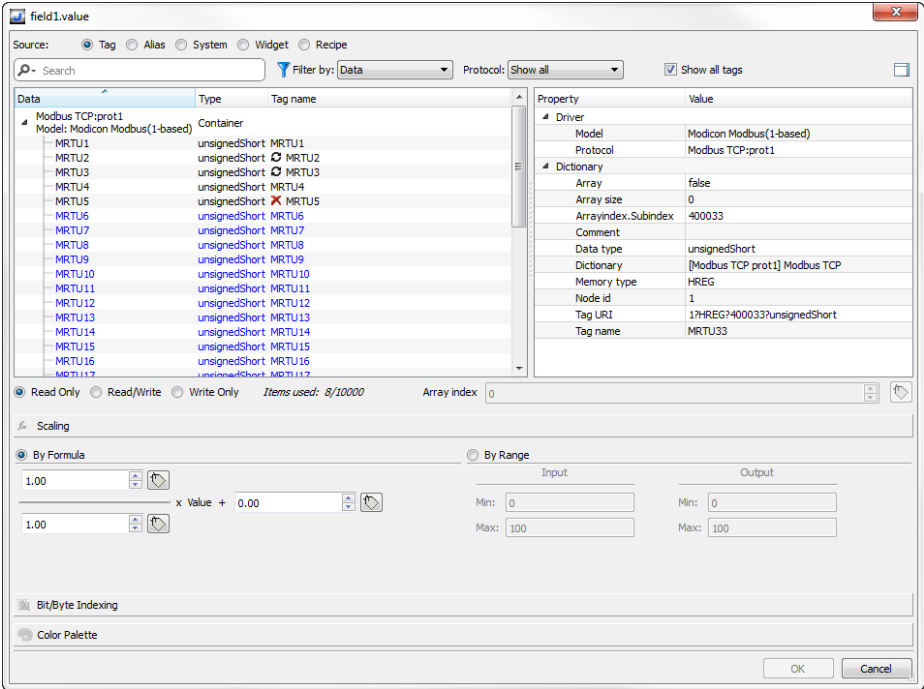 field1.value
Source: Tag Alias System Widget Recipe
Search Filter by: Data Protocol: Show all Show all tags
Data Type Tag name
Modbus TCP:prot1
Model: Modicon Modbus(1-based) Container
MRTU1 unsignedShort MRTU1
MRTU2 unsignedShort MRTU2
MRTU3 unsignedShort MRTU3
MRTU4 unsignedShort MRTU4
MRTU5 unsignedShort MRTU5
MRTU6 unsignedShort MRTU6
MRTU7 unsignedShort MRTU7
MRTU8 unsignedShort MRTU8
MRTU9 unsignedShort MRTU9
MRTU10 unsignedShort MRTU10
MRTU11 unsignedShort MRTU11
MRTU12 unsignedShort MRTU12
MRTU13 unsignedShort MRTU13
MRTU14 unsignedShort MRTU14
MRTU15 unsignedShort MRTU15
MRTU16 unsignedShort MRTU16
MRTU17 unsignedShort MRTU17
Property Value
Driver
Model Modicon Modbus(1-based)
Protocol Modbus TCP:prot1
Dictionary
Array false
Array size 0
Arrayindex.Subindex 400033
Comment
Data type unsignedShort
Dictionary [Modbus TCP prot1] Modbus TCP
Memory type HREG
Node id 1
Tag URI 1?HREG?400033?unsignedShort
Tag name MRTU33
Read Only Read/Write Write Only Items used: 8/10000 Array index 0
fx Scaling
By Formula
1.00
x Value + 0.00
1.00
By Range
Input Output
Min: 0 Min: 0
Max: 100 Max: 100
Bit/Byte Indexing
Color Palette
OK Cancel